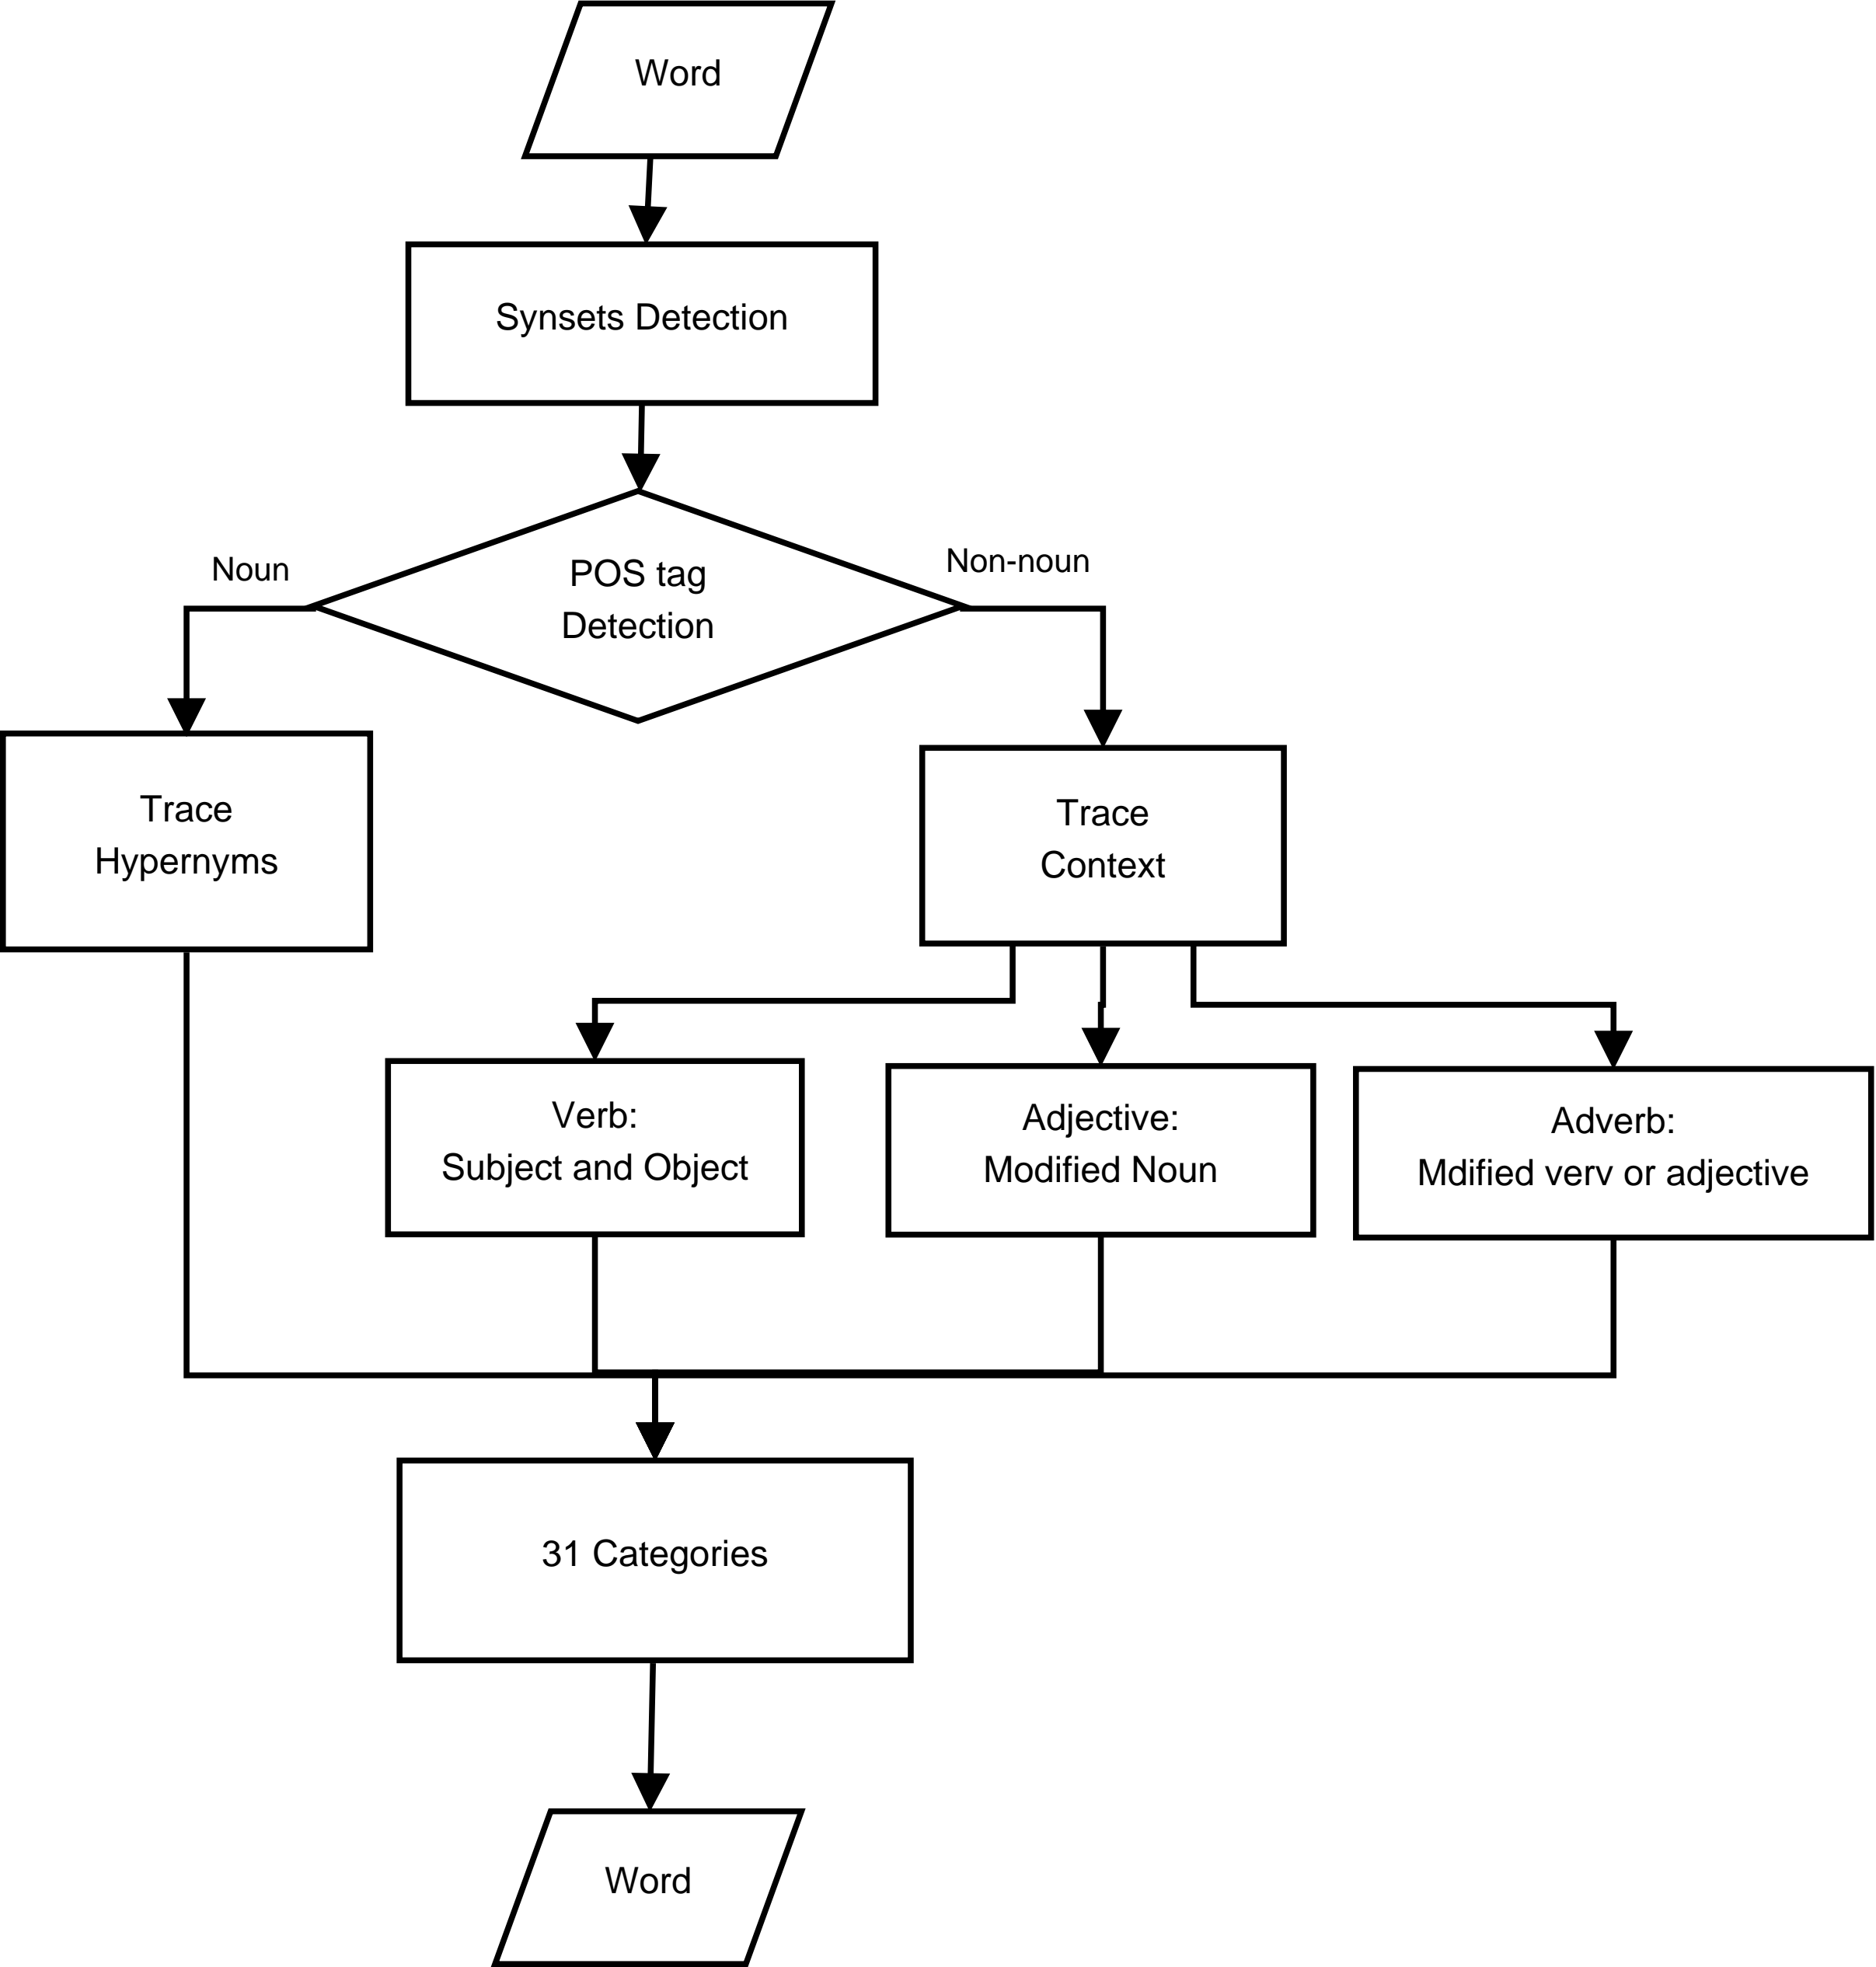 Word
Synsets Detection
Noun
POS tag
Detection
Non-noun
Trace
Hypernyms
Trace
Context
Verb:
Subject and Object
Adjective:
Modified Noun
Adverb:
Mdified verv or adjective
31 Categories
Word